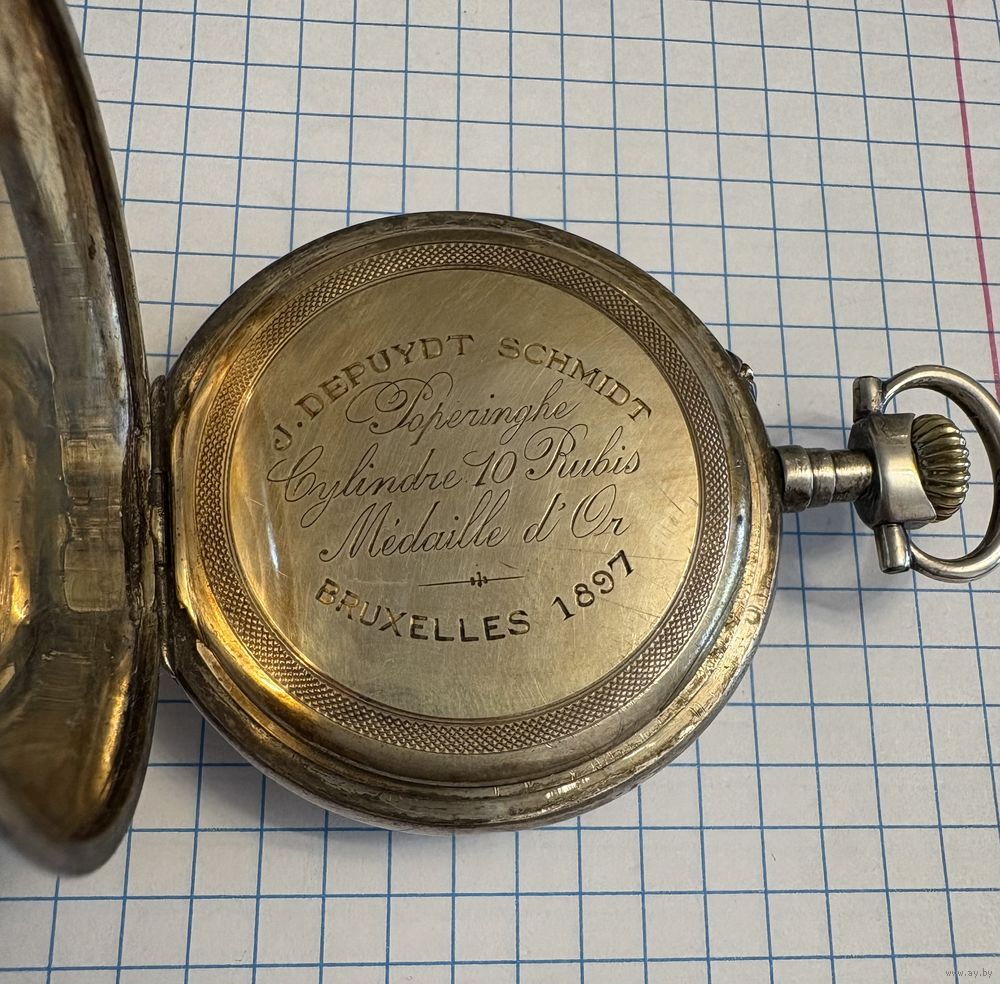 J. DEPUYDT SCHMIDT
Poperinghe
Cylindre 10 Rubis
Médaille d'Or
BRUXELLES 1897
www.ay.by